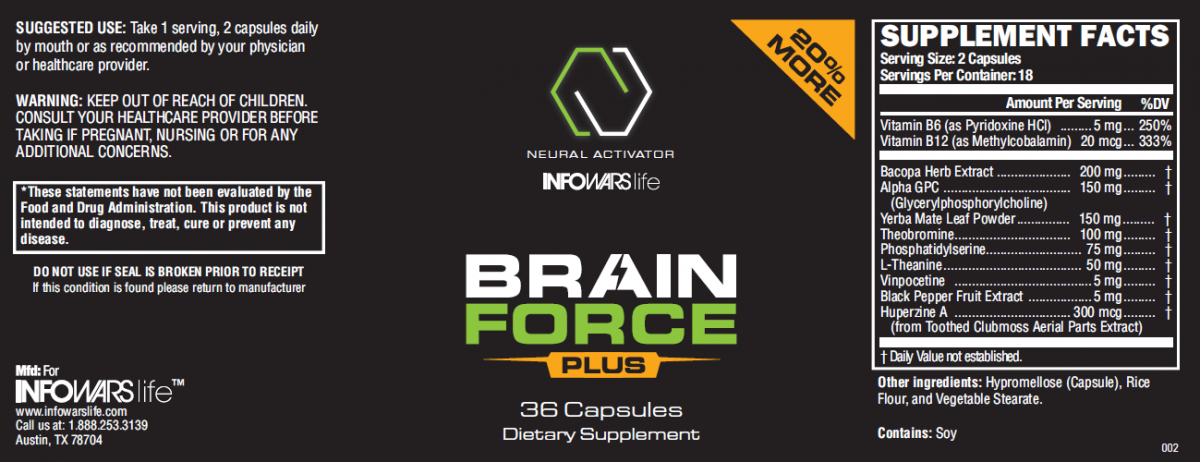 SUGGESTED USE: Take 1 serving, 2 capsules daily
by mouth or as recommended by your physician
or healthcare provider.
WARNING: KEEP OUT OF REACH OF CHILDREN.
CONSULT YOUR HEALTHCARE PROVIDER BEFORE
TAKING IF PREGNANT, NURSING OR FOR ANY
ADDITIONAL CONCERNS.
*These statements have not been evaluated by the
Food and Drug Administration. This product is not
intended to diagnose, treat, cure or prevent any
disease.
DO NOT USE IF SEAL IS BROKEN PRIOR TO RECEIPT
If this condition is found please return to manufacturer
Mfd: For
INFOWARS life™
www.infowarslife.com
Call us at: 1.888.253.3139
Austin, TX 78704
20%
MORE
NEURAL ACTIVATOR
INFOWARS life
BRAIN
FORCE
PLUS
36 Capsules
Dietary Supplement
SUPPLEMENT FACTS
Serving Size: 2 Capsules
Servings Per Container: 18
Amount Per Serving %DV
Vitamin B6 (as Pyridoxine HCl) ......... 5 mg... 250%
Vitamin B12 (as Methylcobalamin) 20 mcg... 333%
Bacopa Herb Extract ..................... 200 mg......... †
Alpha GPC .................................... 150 mg......... †
(Glycerylphosphorylcholine)
Yerba Mate Leaf Powder............... 150 mg......... †
Theobromine................................. 100 mg......... †
Phosphatidylserine........................... 75 mg......... †
L-Theanine........................................ 50 mg......... †
Vinpocetine ........................................5 mg......... †
Black Pepper Fruit Extract .................. 5 mg......... †
Huperzine A ................................. 300 mcg......... †
(from Toothed Clubmoss Aerial Parts Extract)
† Daily Value not established.
Other ingredients: Hypromellose (Capsule), Rice
Flour, and Vegetable Stearate.
Contains: Soy
002